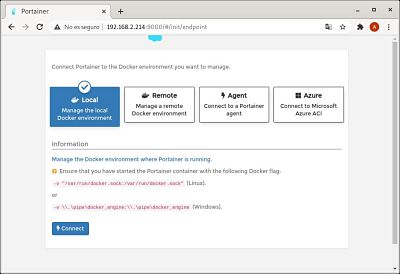 Portainer
No es seguro
192.168.2.214:9000/#/init/endpoint
A
Connect Portainer to the Docker environment you want to manage.
Local
Manage the local
Docker environment
Remote
Manage a remote
Docker environment
Agent
Connect to a Portainer
agent
Azure
Connect to Microsoft
Azure ACI
Information
Manage the Docker environment where Portainer is running.
Ensure that you have started the Portainer container with the following Docker flag:
-v "/var/run/docker.sock:/var/run/docker.sock" (Linux).
or
-v \\.\pipe\docker_engine:\\.\pipe\docker_engine (Windows).
Connect